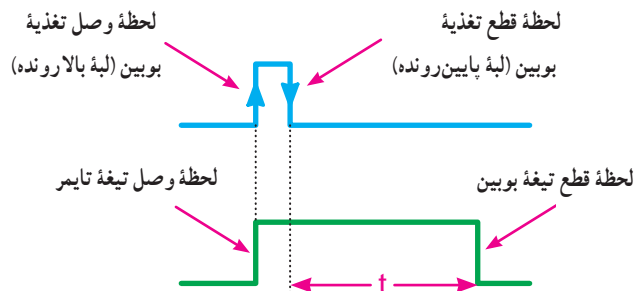 لحظهٔ قطع تغذیهٔ
بوبین (لبهٔ پایین‌رونده)
لحظهٔ وصل تغذیهٔ
بوبین (لبهٔ بالارونده)
لحظهٔ قطع تیغهٔ بوبین
لحظهٔ وصل تیغهٔ تایمر
t